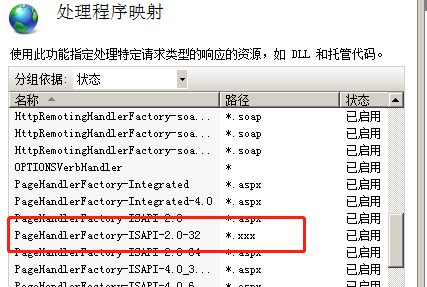 处理程序映射
使用此功能指定处理特定请求类型的响应的资源，如 DLL 和托管代码。
分组依据: 状态
名称 路径 状态
HttpRemotingHandlerFactory-soa... *.soap 已启用
HttpRemotingHandlerFactory-soa... *.soap 已启用
HttpRemotingHandlerFactory-soa... *.soap 已启用
OPTIONSVerbHandler * 已启用
PageHandlerFactory-Integrated *.aspx 已启用
PageHandlerFactory-Integrated-4.0 *.aspx 已启用
PageHandlerFactory-ISAPI-2.0 *.aspx 已启用
PageHandlerFactory-ISAPI-2.0-32 *.xxx 已启用
PageHandlerFactory-ISAPI-2.0-64 *.aspx 已启用
PageHandlerFactory-ISAPI-4.0_3... *.aspx 已启用
PageHandlerFactory-ISAPI-4.0_6... *.aspx 已启用